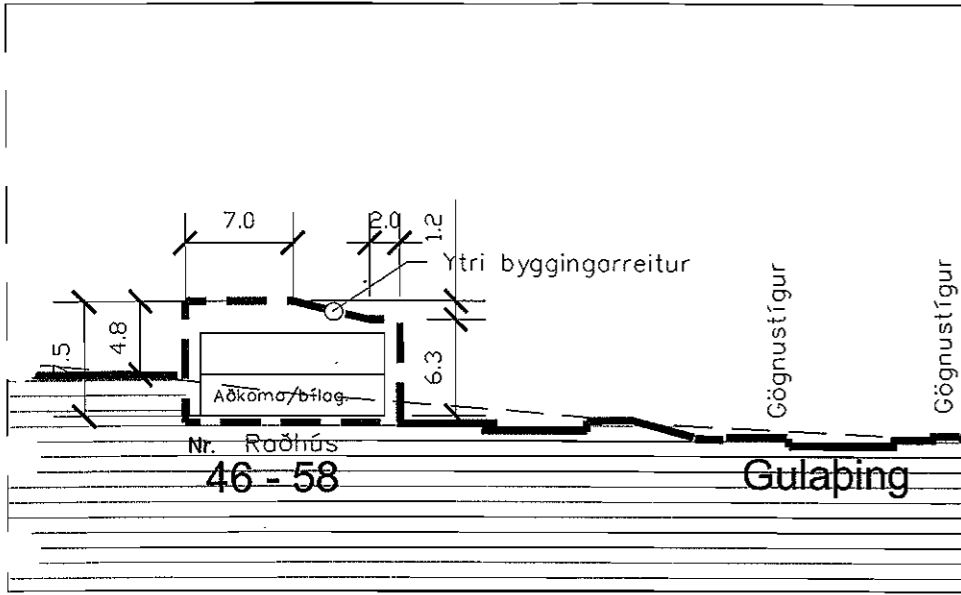 7.0
2.0
1.2
Ytri byggingarreitur
7.5
4.8
6.3
Aðkoma/bílag.
Nr. Raðhús
46 - 58
Gögnustígur
Gögnustígur
Gulaþing